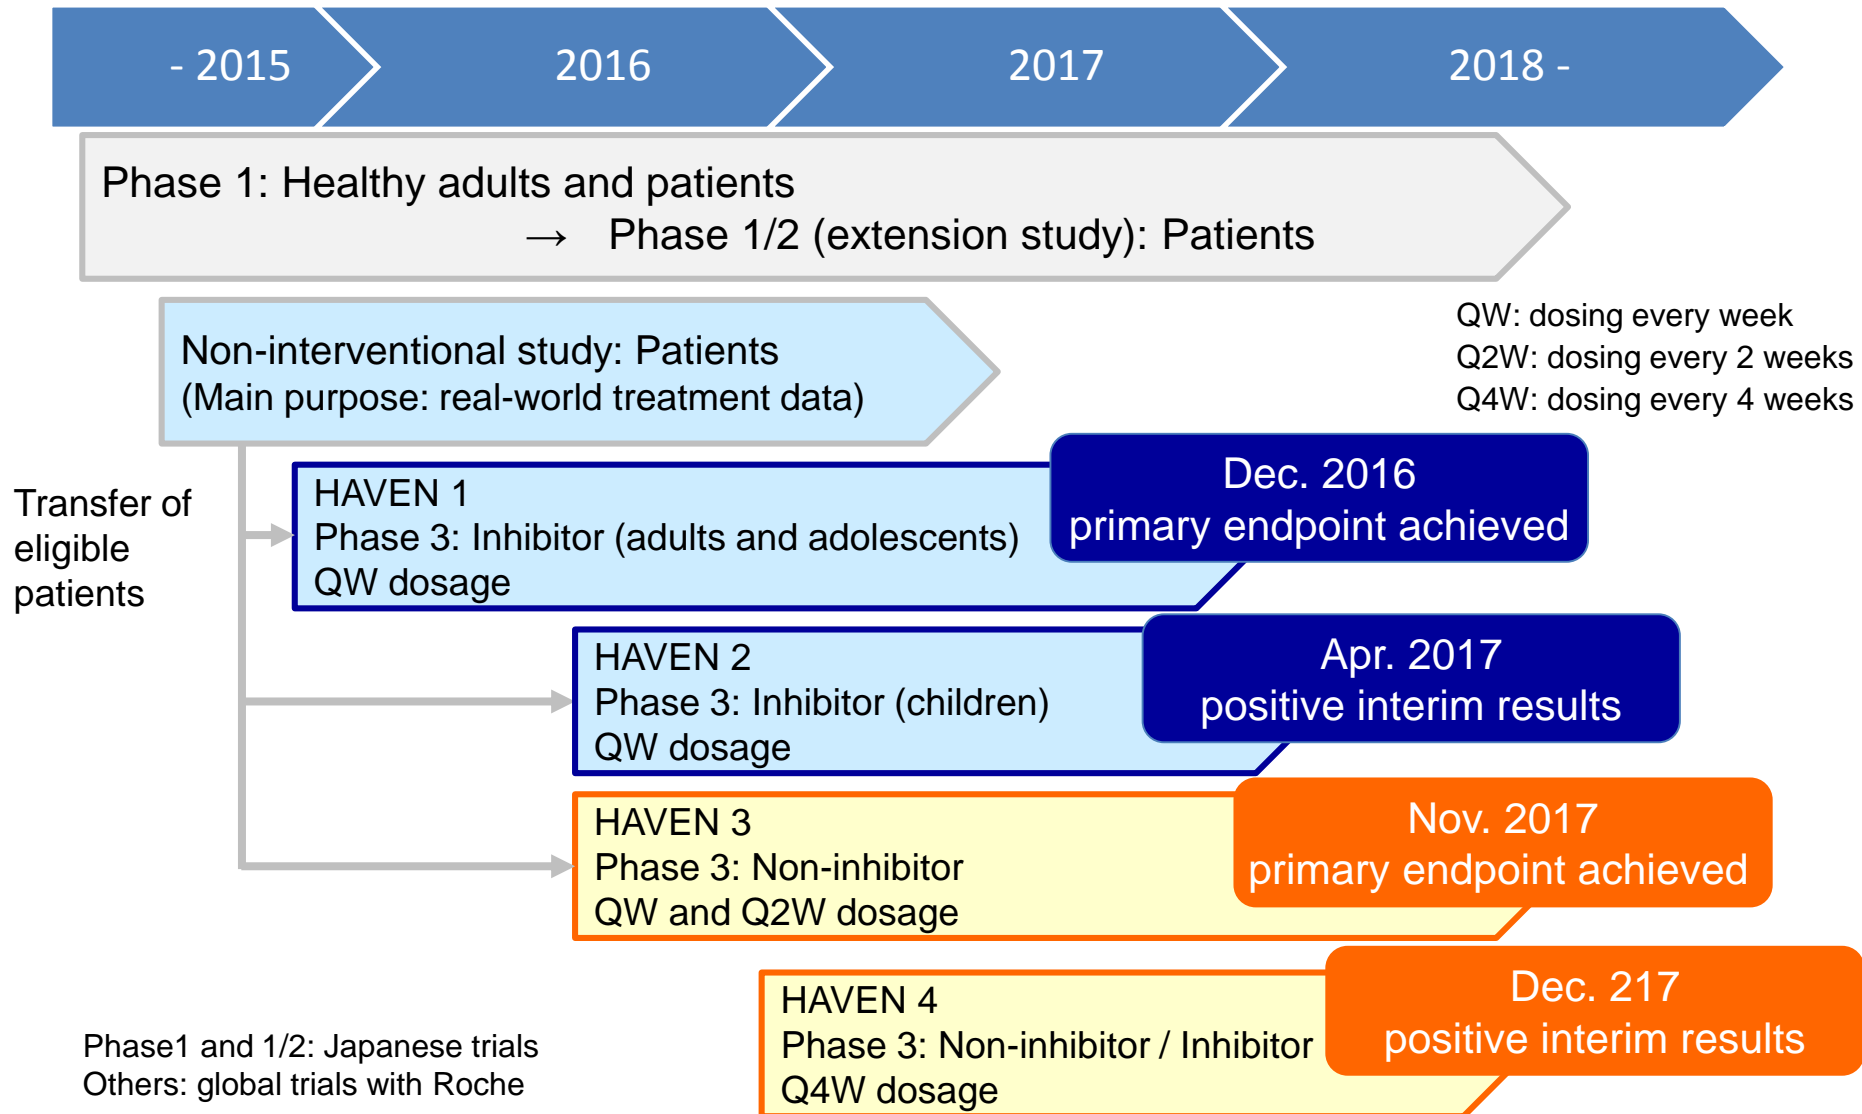 - 2015
2016
2017
2018 -
Phase 1: Healthy adults and patients
→ Phase 1/2 (extension study): Patients
Non-interventional study: Patients
(Main purpose: real-world treatment data)
QW: dosing every week
Q2W: dosing every 2 weeks
Q4W: dosing every 4 weeks
Transfer of
eligible
patients
HAVEN 1
Phase 3: Inhibitor (adults and adolescents)
QW dosage
Dec. 2016
primary endpoint achieved
HAVEN 2
Phase 3: Inhibitor (children)
QW dosage
Apr. 2017
positive interim results
HAVEN 3
Phase 3: Non-inhibitor
QW and Q2W dosage
Nov. 2017
primary endpoint achieved
HAVEN 4
Phase 3: Non-inhibitor / Inhibitor
Q4W dosage
Dec. 217
positive interim results
Phase1 and 1/2: Japanese trials
Others: global trials with Roche